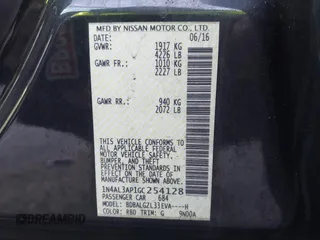 MFD BY NISSAN MOTOR CO., LTD.
DATE: 06/16
GVWR: 1917 KG
4226 LB
GAWR FR: 1010 KG
2227 LB
GAWR RR: 940 KG
2072 LB
THIS VEHICLE CONFORMS TO ALL APPLICABLE
FEDERAL MOTOR VEHICLE SAFETY,
BUMPER, AND THEFT PREVENTION STANDARDS
IN EFFECT ON THE DATE OF
MANUFACTURE SHOWN ABOVE.
1N4AL3AP1GC254128
PASSENGER CAR 684
MODEL: BDBALGZL33EVA----H
COLOR: RBD TRIM: G 9N00A